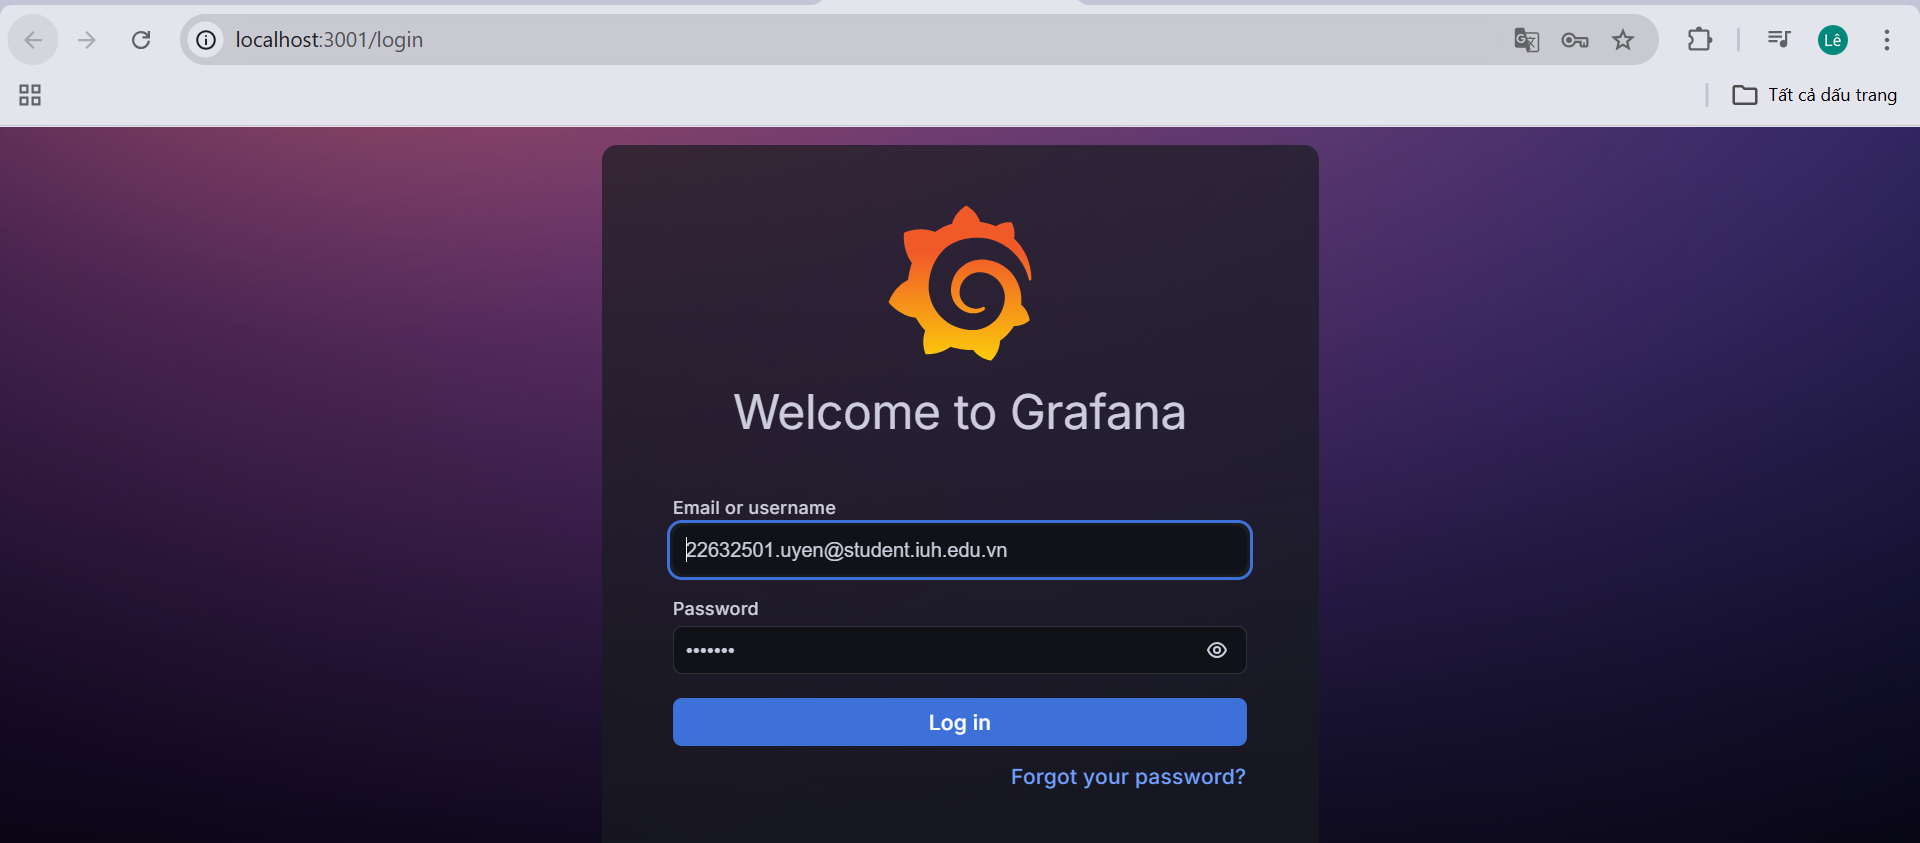 localhost:3001/login
Lê
Tất cả dấu trang
Welcome to Grafana
Email or username
22632501.uyen@student.iuh.edu.vn
Password
•••••••
Log in
Forgot your password?